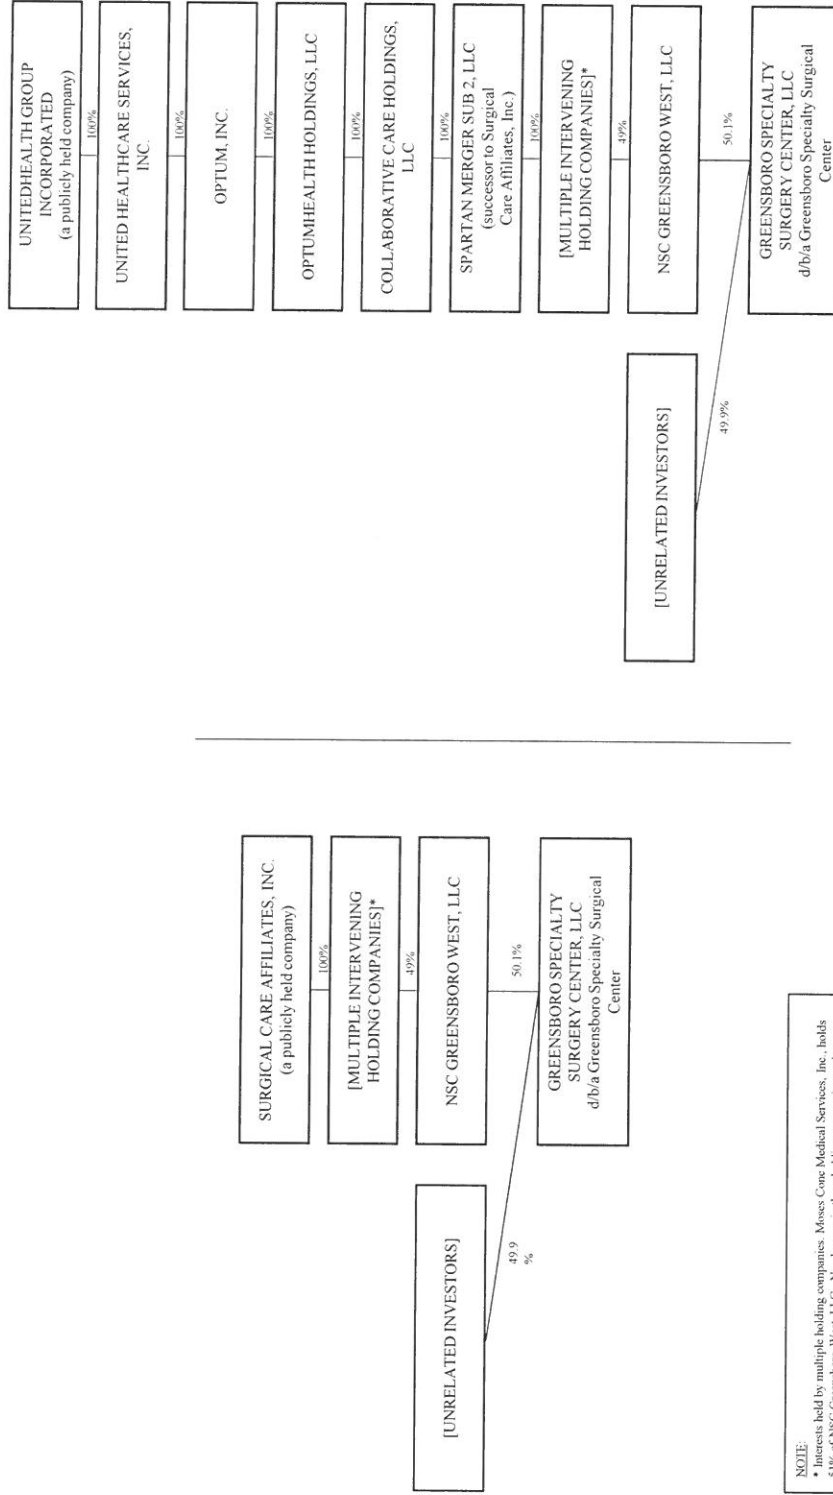 SURGICAL CARE AFFILIATES, INC.
(a publicly held company)
100%
[MULTIPLE INTERVENING
HOLDING COMPANIES]*
49%
NSC GREENSBORO WEST, LLC
50.1%
[UNRELATED INVESTORS]
49.9
%
GREENSBORO SPECIALTY
SURGERY CENTER, LLC
d/b/a Greensboro Specialty Surgical
Center
NOTE:
* Interests held by multiple holding companies. Moses Cone Medical Services, Inc., holds
UNITEDHEALTH GROUP
INCORPORATED
(a publicly held company)
100%
UNITED HEALTHCARE SERVICES,
INC.
100%
OPTUM, INC.
100%
OPTUMHEALTH HOLDINGS, LLC
100%
COLLABORATIVE CARE HOLDINGS,
LLC
100%
SPARTAN MERGER SUB 2, LLC
(successor to Surgical
Care Affiliates, Inc.)
100%
[MULTIPLE INTERVENING
HOLDING COMPANIES]*
49%
NSC GREENSBORO WEST, LLC
50.1%
[UNRELATED INVESTORS]
49.9%
GREENSBORO SPECIALTY
SURGERY CENTER, LLC
d/b/a Greensboro Specialty Surgical
Center